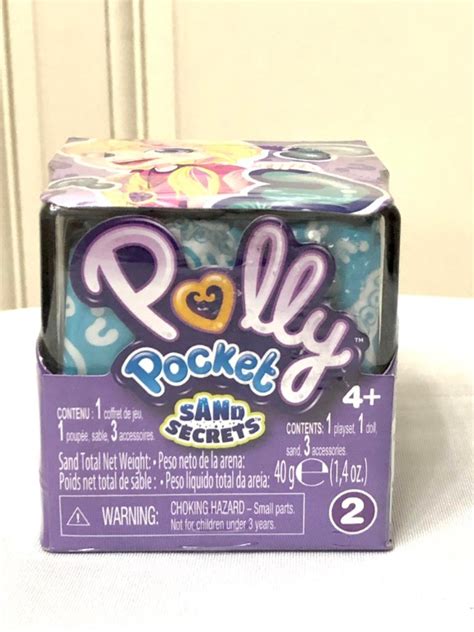 Polly
™
Pocket
SAND
SECRETS™
4+
CONTENU : 1 coffret de jeu,
1 poupée, sable, 3 accessoires.
CONTENTS: 1 playset, 1 doll,
sand, 3 accessories.
Sand Total Net Weight: • Peso neto de la arena:
Poids net total de sable : • Peso líquido total da areia: 40 g ℮ (1,4 oz.)
⚠ WARNING: CHOKING HAZARD – Small parts.
Not for children under 3 years.
2